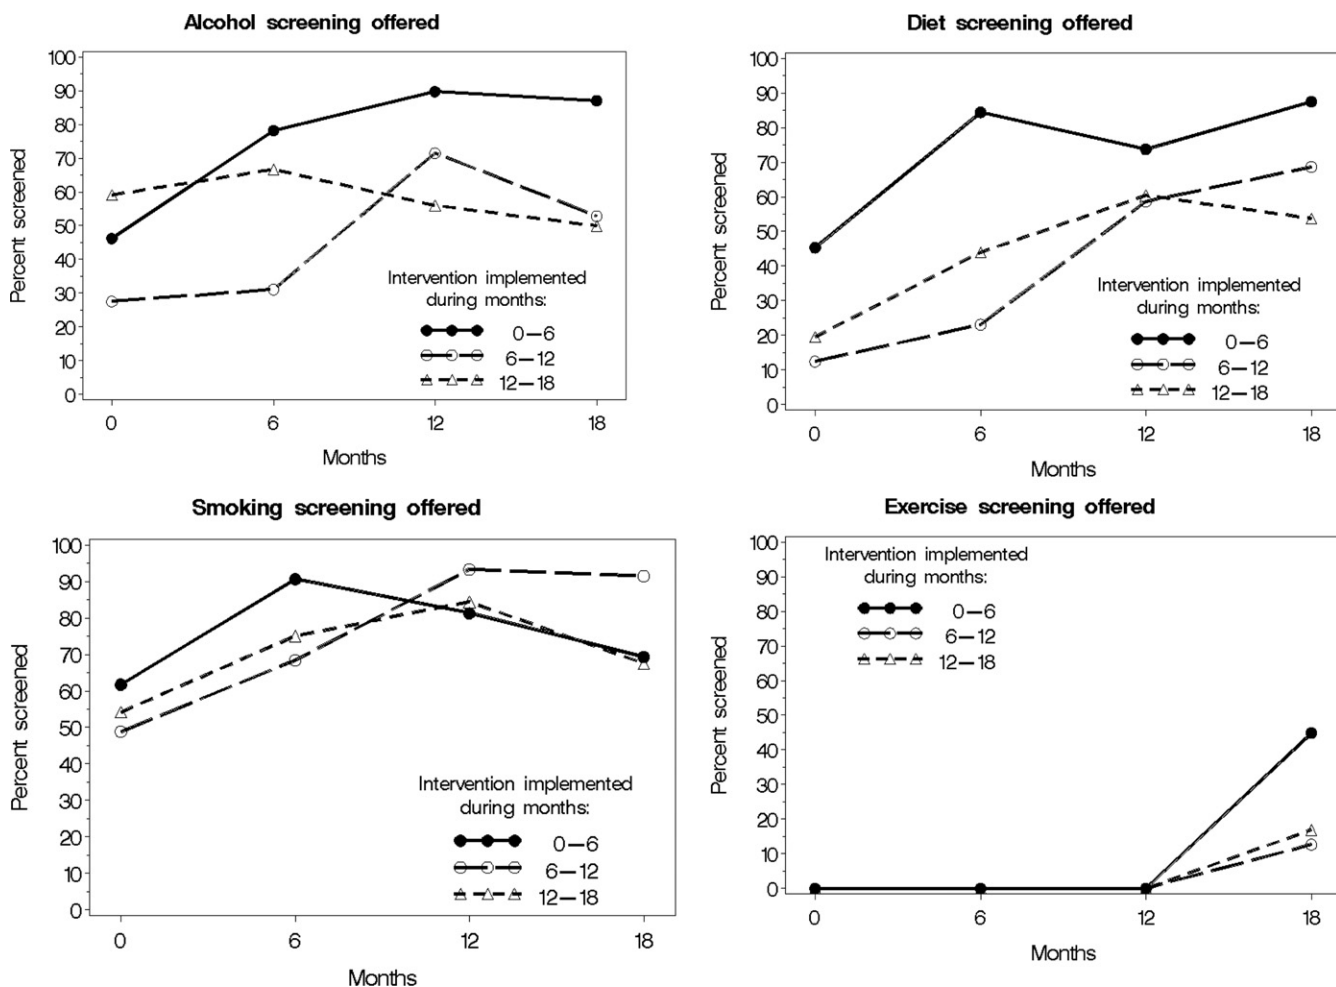 Alcohol screening offered
100
90
80
70
60
50
40
30
20
10
0
Percent screened
Intervention implemented
during months:
0–6
6–12
12–18
0 6 12 18
Months
Diet screening offered
100
90
80
70
60
50
40
30
20
10
0
Percent screened
Intervention implemented
during months:
0–6
6–12
12–18
0 6 12 18
Months
Smoking screening offered
100
90
80
70
60
50
40
30
20
10
0
Percent screened
Intervention implemented
during months:
0–6
6–12
12–18
0 6 12 18
Months
Exercise screening offered
100
90
80
70
60
50
40
30
20
10
0
Percent screened
Intervention implemented
during months:
0–6
6–12
12–18
0 6 12 18
Months